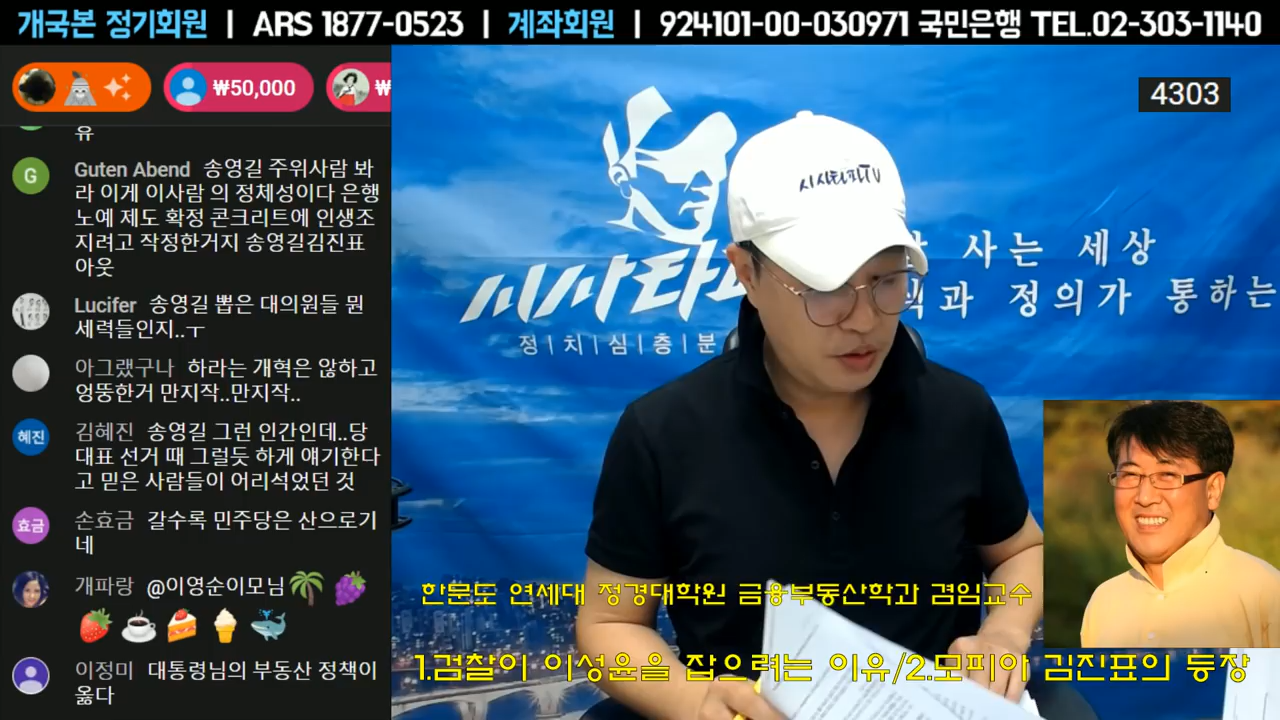 개국본 정기회원 | ARS 1877-0523 | 계좌회원 | 924101-00-030971 국민은행 TEL.02-303-1140
₩50,000
₩
4303
유
Guten Abend 송영길 주위사람 봐
라 이게 이사람 의 정체성이다 은행
노예 제도 확정 콘크리트에 인생조
지려고 작정한거지 송영길김진표
아웃
G
Lucifer 송영길 뽑은 대의원들 뭔
세력들인지..ㅜ
아그랬구나 하라는 개혁은 않하고
엉뚱한거 만지작..만지작..
혜진
김혜진 송영길 그런 인간인데..당
대표 선거 때 그럴듯 하게 얘기한다
고 믿은 사람들이 어리석었던 것
효금
손효금 갈수록 민주당은 산으로기
네
개파랑 @이영순이모님🌴🍇
🍓☕🍰🍦🐳
이정미 대통령님의 부동산 정책이
옳다
시사타파TV
시사타파
정|치|심|층|분
사는 세상
과 정의가 통하는
한문도 연세대 정경대학원 금융부동산학과 겸임교수
1.검찰이 이성윤을 잡으려는 이유/2.모피아 김진표의 등장